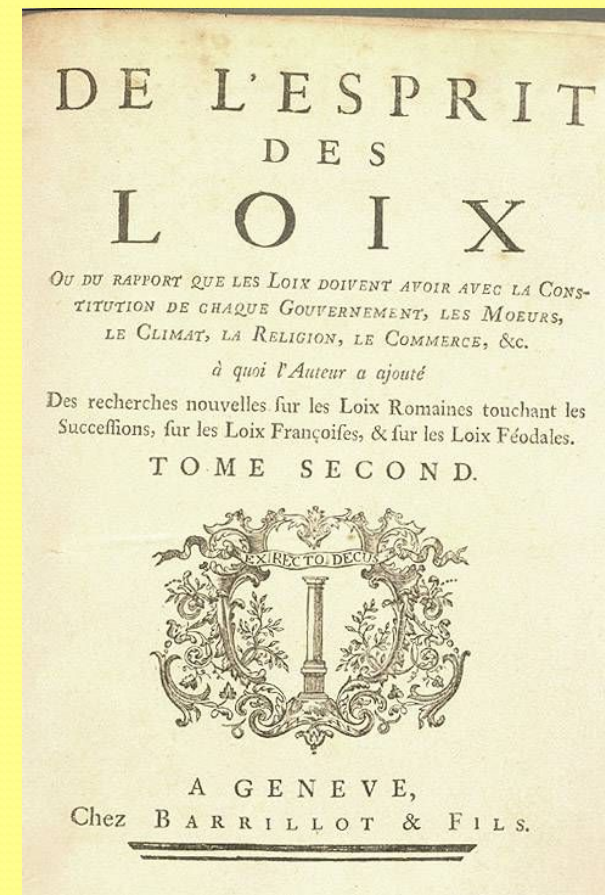 DE L'ESPRIT
DES
LOIX
OU DU RAPPORT QUE LES LOIX DOIVENT AVOIR AVEC LA CONS-
TITUTION DE CHAQUE GOUVERNEMENT, LES MOEURS,
LE CLIMAT, LA RELIGION, LE COMMERCE, &c.
à quoi l'Auteur a ajouté
Des recherches nouvelles ſur les Loix Romaines touchant les
Succeſſions, ſur les Loix Françoiſes, & ſur les Loix Féodales.
TOME SECOND.
EX RECTO DECUS
A GENEVE,
Chez BARRILLOT & FILS.